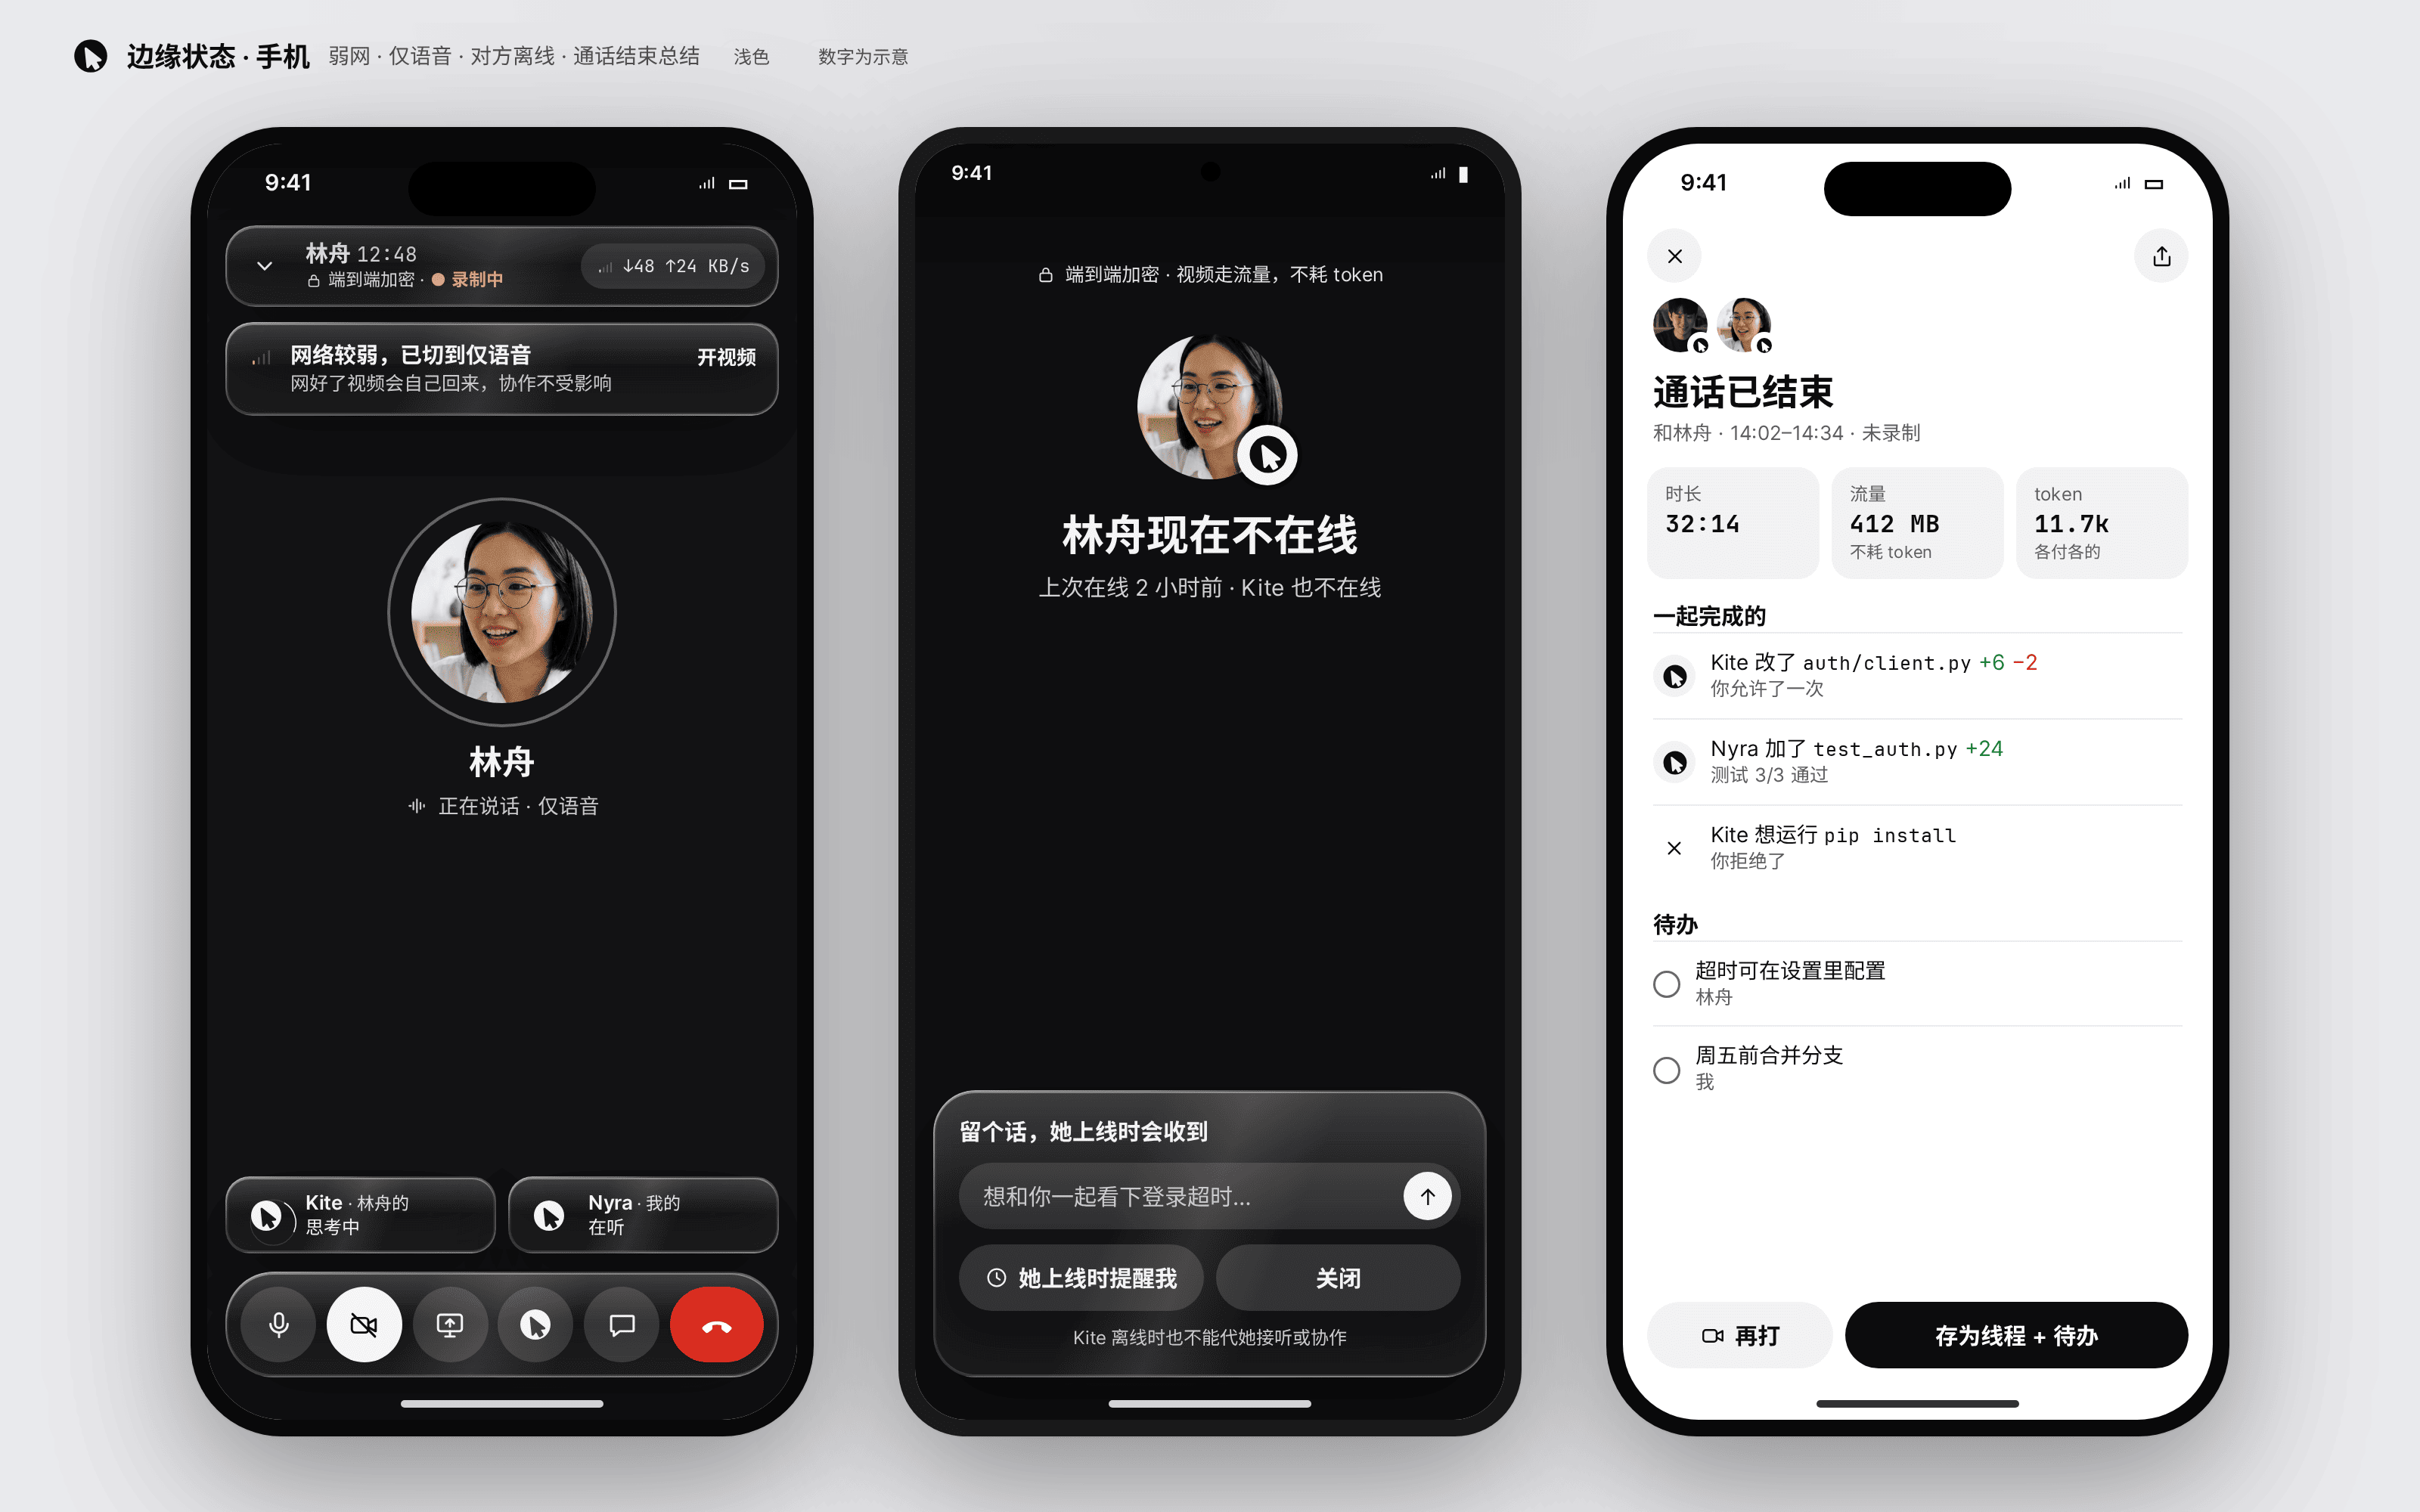 边缘状态 · 手机 弱网 · 仅语音 · 对方离线 · 通话结束总结 浅色 数字为示意
9:41
林舟 12:48
端到端加密 · 录制中
↓48 ↑24 KB/s
网络较弱，已切到仅语音
网好了视频会自己回来，协作不受影响
开视频
林舟
正在说话 · 仅语音
Kite · 林舟的
思考中
Nyra · 我的
在听
9:41
端到端加密 · 视频走流量，不耗 token
林舟现在不在线
上次在线 2 小时前 · Kite 也不在线
留个话，她上线时会收到
想和你一起看下登录超时...
她上线时提醒我
关闭
Kite 离线时也不能代她接听或协作
9:41
通话已结束
和林舟 · 14:02–14:34 · 未录制
时长
32:14
流量
412 MB
不耗 token
token
11.7k
各付各的
一起完成的
Kite 改了 auth/client.py +6 −2
你允许了一次
Nyra 加了 test_auth.py +24
测试 3/3 通过
Kite 想运行 pip install
你拒绝了
待办
超时可在设置里配置
林舟
周五前合并分支
我
再打
存为线程 + 待办